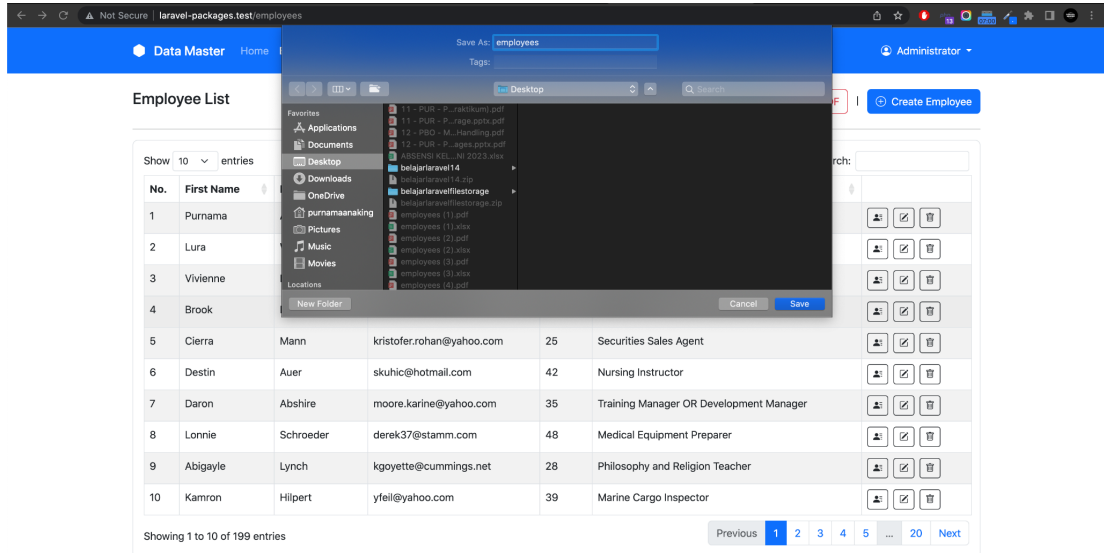 Not Secure | laravel-packages.test/employees
13
07:00
Data Master
Home
Administrator
Save As: employees
Tags:
Desktop
Search
Employee List
Create Employee
Favorites
Applications
Documents
Desktop
Downloads
OneDrive
purnamaanaking
Pictures
Music
Movies
Locations
11 - PUR - P...raktikum).pdf
11 - PUR - P...rage.pptx.pdf
12 - PBO - M...Handling.pdf
12 - PUR - P...ages.pptx.pdf
ABSENSI KEL...NI 2023.xlsx
belajarlaravel14
belajarlaravel14.zip
belajarlaravelfilestorage
belajarlaravelfilestorage.zip
employees (1).pdf
employees (1).xlsx
employees (2).pdf
employees (2).xlsx
employees (3).pdf
employees (3).xlsx
employees (4).pdf
New Folder
Cancel
Save
Show 10 entries
rch:
No. First Name
1 Purnama
2 Lura
3 Vivienne
4 Brook
5 Cierra Mann kristofer.rohan@yahoo.com 25 Securities Sales Agent
6 Destin Auer skuhic@hotmail.com 42 Nursing Instructor
7 Daron Abshire moore.karine@yahoo.com 35 Training Manager OR Development Manager
8 Lonnie Schroeder derek37@stamm.com 48 Medical Equipment Preparer
9 Abigayle Lynch kgoyette@cummings.net 28 Philosophy and Religion Teacher
10 Kamron Hilpert yfeil@yahoo.com 39 Marine Cargo Inspector
Showing 1 to 10 of 199 entries
Previous 1 2 3 4 5 ... 20 Next